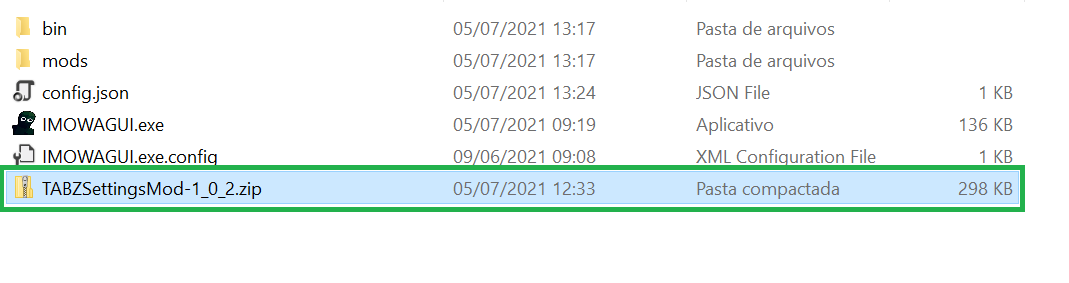 bin 05/07/2021 13:17 Pasta de arquivos
mods 05/07/2021 13:17 Pasta de arquivos
config.json 05/07/2021 13:24 JSON File 1 KB
IMOWAGUI.exe 05/07/2021 09:19 Aplicativo 136 KB
IMOWAGUI.exe.config 09/06/2021 09:08 XML Configuration File 1 KB
TABZSettingsMod-1_0_2.zip 05/07/2021 12:33 Pasta compactada 298 KB